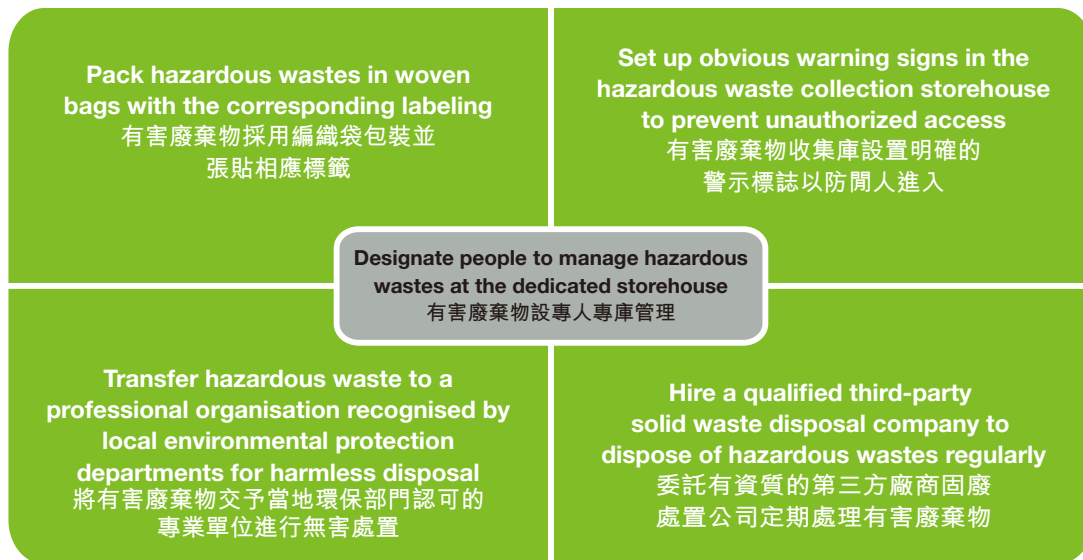 Pack hazardous wastes in woven
bags with the corresponding labeling
有害廢棄物採用編織袋包裝並
張貼相應標籤
Set up obvious warning signs in the
hazardous waste collection storehouse
to prevent unauthorized access
有害廢棄物收集庫設置明確的
警示標誌以防閒人進入
Designate people to manage hazardous
wastes at the dedicated storehouse
有害廢棄物設專人專庫管理
Transfer hazardous waste to a
professional organisation recognised by
local environmental protection
departments for harmless disposal
將有害廢棄物交予當地環保部門認可的
專業單位進行無害處置
Hire a qualified third-party
solid waste disposal company to
dispose of hazardous wastes regularly
委託有資質的第三方廠商固廢
處置公司定期處理有害廢棄物